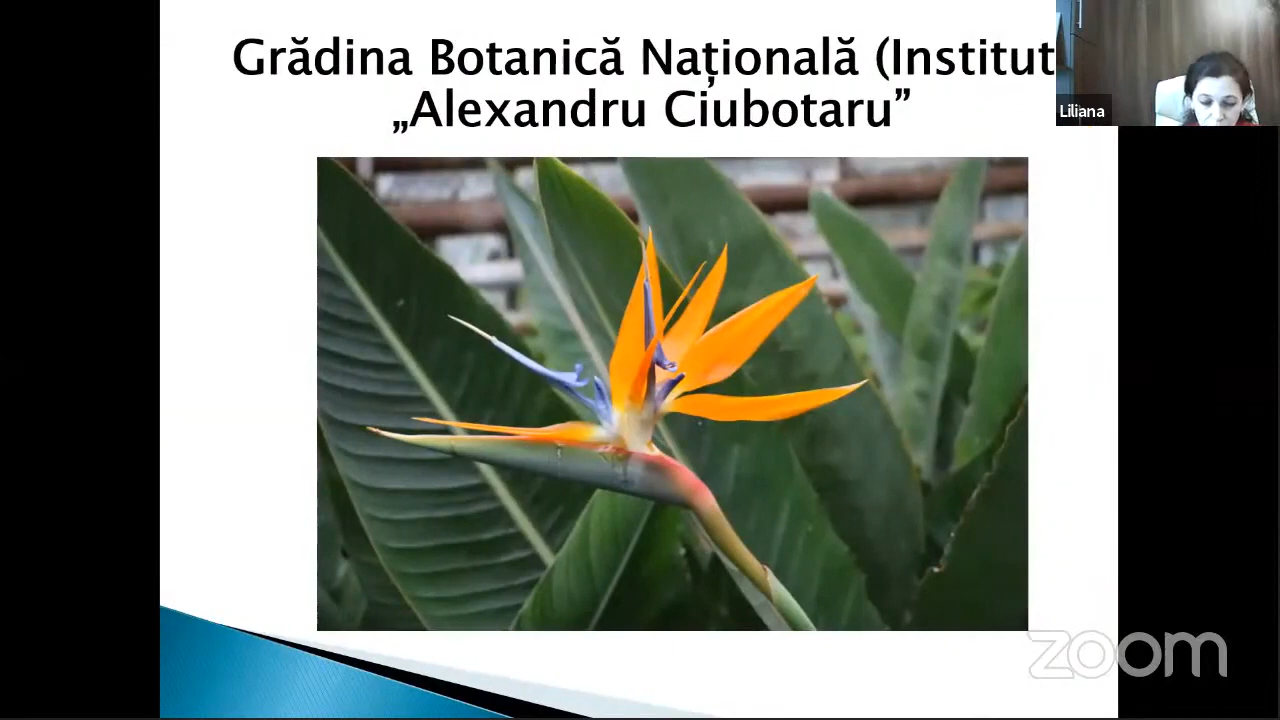 Grădina Botanică Națională (Institut
„Alexandru Ciubotaru”
Liliana
zoom